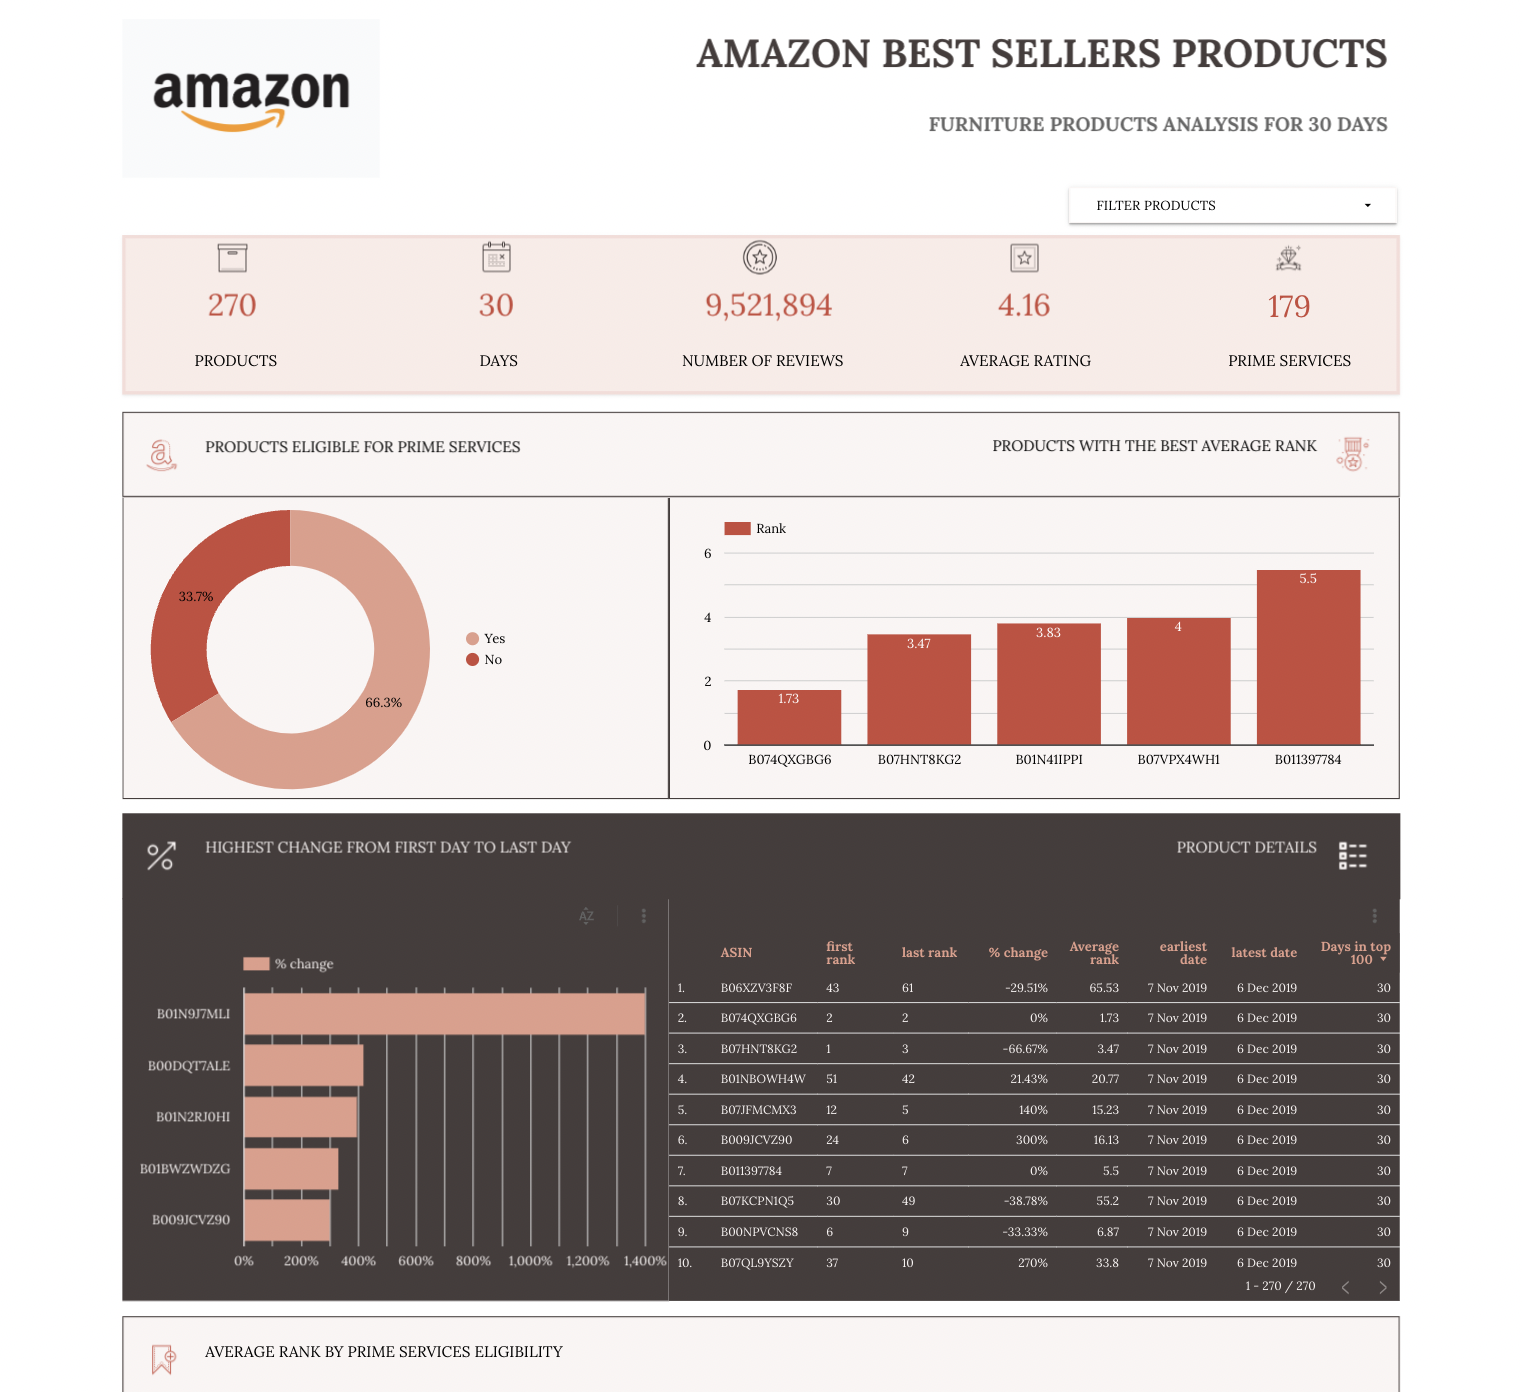 amazon
AMAZON BEST SELLERS PRODUCTS
FURNITURE PRODUCTS ANALYSIS FOR 30 DAYS
FILTER PRODUCTS
270
30
9,521,894
4.16
179
PRODUCTS
DAYS
NUMBER OF REVIEWS
AVERAGE RATING
PRIME SERVICES
PRODUCTS ELIGIBLE FOR PRIME SERVICES
PRODUCTS WITH THE BEST AVERAGE RANK
33.7%
66.3%
Yes
No
Rank
6
4
2
0
1.73
3.47
3.83
4
5.5
B074QXGBG6
B07HNT8KG2
B01N41IPPI
B07VPX4WH1
B011397784
HIGHEST CHANGE FROM FIRST DAY TO LAST DAY
PRODUCT DETAILS
AZ
% change
B01N9J7MLI
B00DQT7ALE
B01N2RJ0HI
B01BWZWDZG
B009JCVZ90
0% 200% 400% 600% 800% 1,000% 1,200% 1,400%
ASIN first rank last rank % change Average rank earliest date latest date Days in top 100
1. B06XZV3F8F 43 61 -29.51% 65.53 7 Nov 2019 6 Dec 2019 30
2. B074QXGBG6 2 2 0% 1.73 7 Nov 2019 6 Dec 2019 30
3. B07HNT8KG2 1 3 -66.67% 3.47 7 Nov 2019 6 Dec 2019 30
4. B01NBOWH4W 51 42 21.43% 20.77 7 Nov 2019 6 Dec 2019 30
5. B07JFMCMX3 12 5 140% 15.23 7 Nov 2019 6 Dec 2019 30
6. B009JCVZ90 24 6 300% 16.13 7 Nov 2019 6 Dec 2019 30
7. B011397784 7 7 0% 5.5 7 Nov 2019 6 Dec 2019 30
8. B07KCPN1Q5 30 49 -38.78% 55.2 7 Nov 2019 6 Dec 2019 30
9. B00NPVCNS8 6 9 -33.33% 6.87 7 Nov 2019 6 Dec 2019 30
10. B07QL9YSZY 37 10 270% 33.8 7 Nov 2019 6 Dec 2019 30
1 - 270 / 270
AVERAGE RANK BY PRIME SERVICES ELIGIBILITY